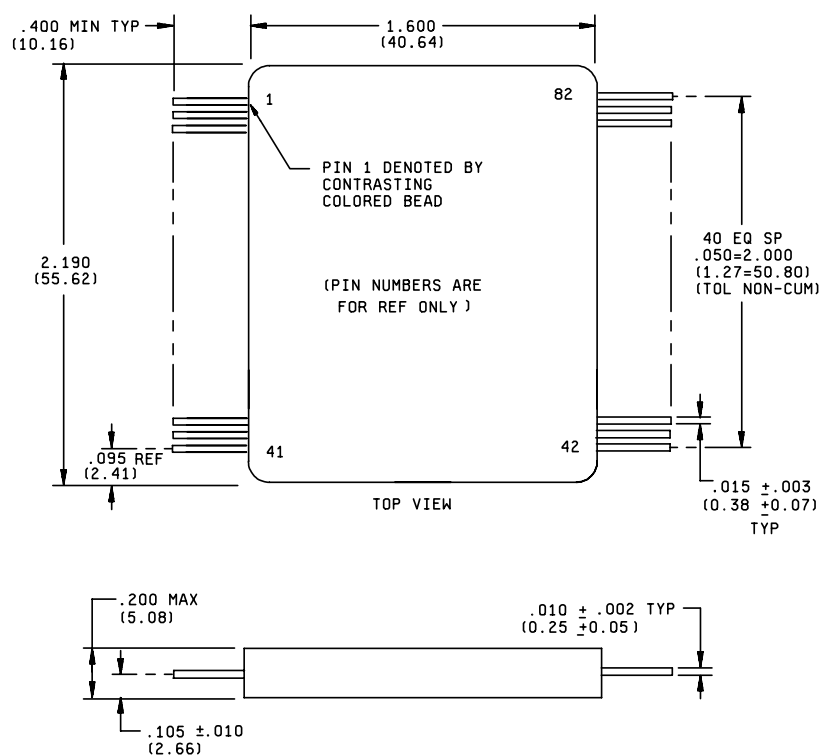 .400 MIN TYP
(10.16)
1.600
(40.64)
1
82
PIN 1 DENOTED BY
CONTRASTING
COLORED BEAD
2.190
(55.62)
40 EQ SP
.050=2.000
(1.27=50.80)
(TOL NON-CUM)
(PIN NUMBERS ARE
FOR REF ONLY )
.095 REF
(2.41)
41
42
TOP VIEW
.015 ±.003
(0.38 ±0.07)
TYP
.200 MAX
(5.08)
.010 ± .002 TYP
(0.25 ±0.05)
.105 ±.010
(2.66)